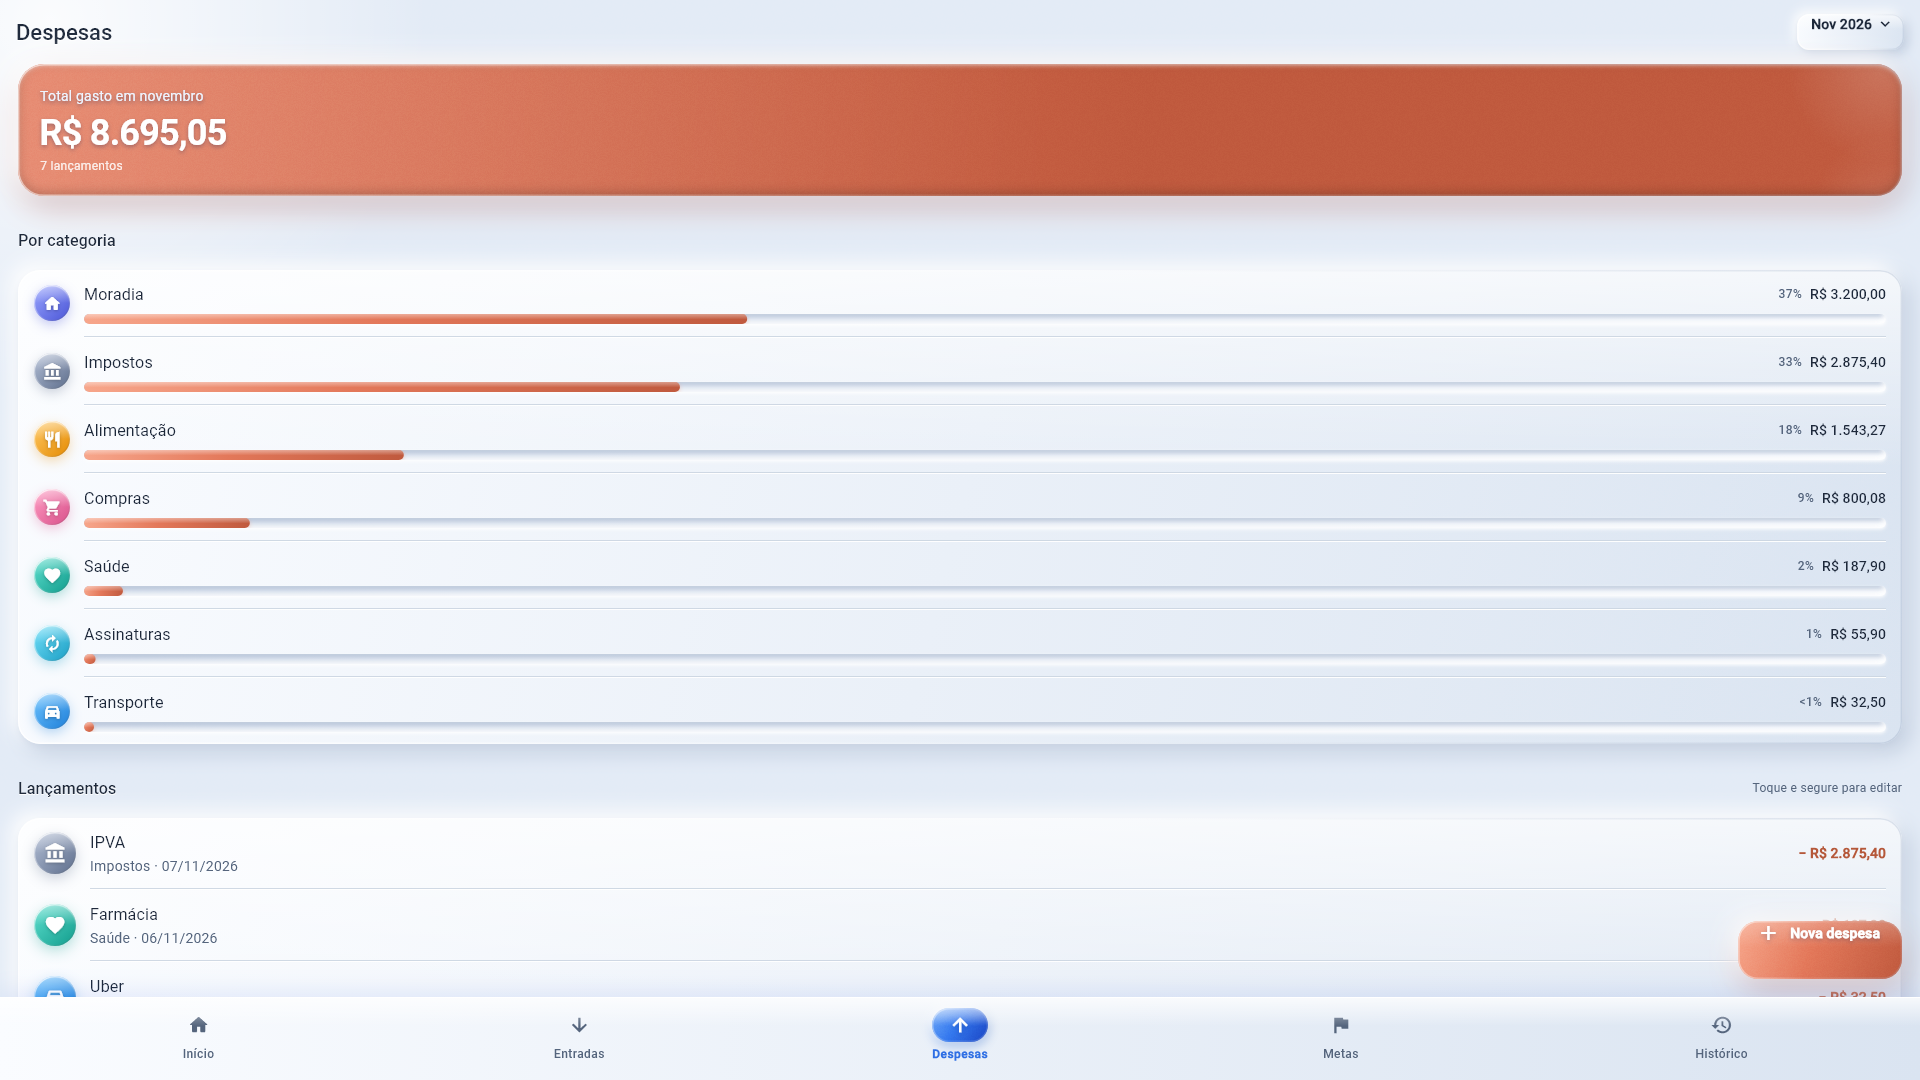 Despesas
Nov 2026
Total gasto em novembro
R$ 8.695,05
7 lançamentos
Por categoria
Moradia 37% R$ 3.200,00
Impostos 33% R$ 2.875,40
Alimentação 18% R$ 1.543,27
Compras 9% R$ 800,08
Saúde 2% R$ 187,90
Assinaturas 1% R$ 55,90
Transporte <1% R$ 32,50
Lançamentos Toque e segure para editar
IPVA
Impostos · 07/11/2026
− R$ 2.875,40
Farmácia
Saúde · 06/11/2026
Nova despesa
Uber
− R$ 32,50
Início
Entradas
Despesas
Metas
Histórico